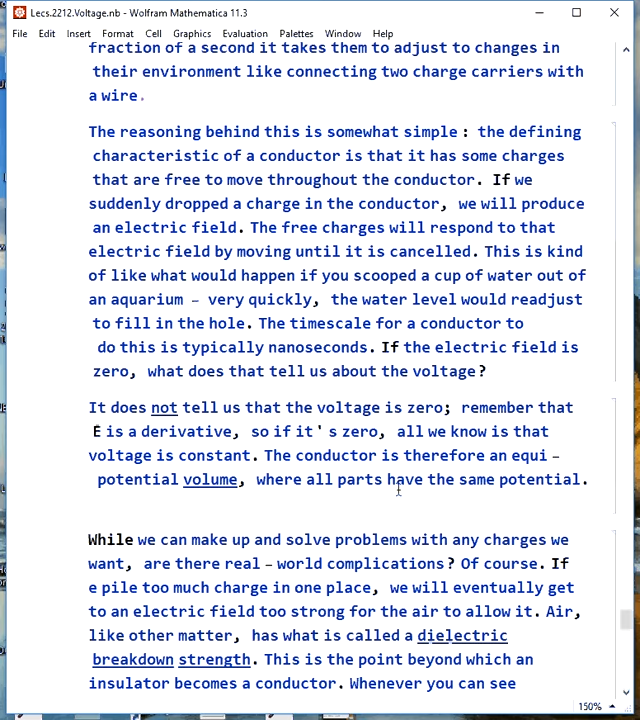 Lecs.2212.Voltage.nb - Wolfram Mathematica 11.3
File Edit Insert Format Cell Graphics Evaluation Palettes Window Help
fraction of a second it takes them to adjust to changes in
their environment like connecting two charge carriers with
a wire.
The reasoning behind this is somewhat simple : the defining
characteristic of a conductor is that it has some charges
that are free to move throughout the conductor. If we
suddenly dropped a charge in the conductor, we will produce
an electric field. The free charges will respond to that
electric field by moving until it is cancelled. This is kind
of like what would happen if you scooped a cup of water out of
an aquarium – very quickly, the water level would readjust
to fill in the hole. The timescale for a conductor to
do this is typically nanoseconds. If the electric field is
zero, what does that tell us about the voltage?
It does not tell us that the voltage is zero; remember that
E is a derivative, so if it's zero, all we know is that
voltage is constant. The conductor is therefore an equi –
potential volume, where all parts have the same potential.
While we can make up and solve problems with any charges we
want, are there real – world complications? Of course. If
e pile too much charge in one place, we will eventually get
to an electric field too strong for the air to allow it. Air,
like other matter, has what is called a dielectric
breakdown strength. This is the point beyond which an
insulator becomes a conductor. Whenever you can see
150%